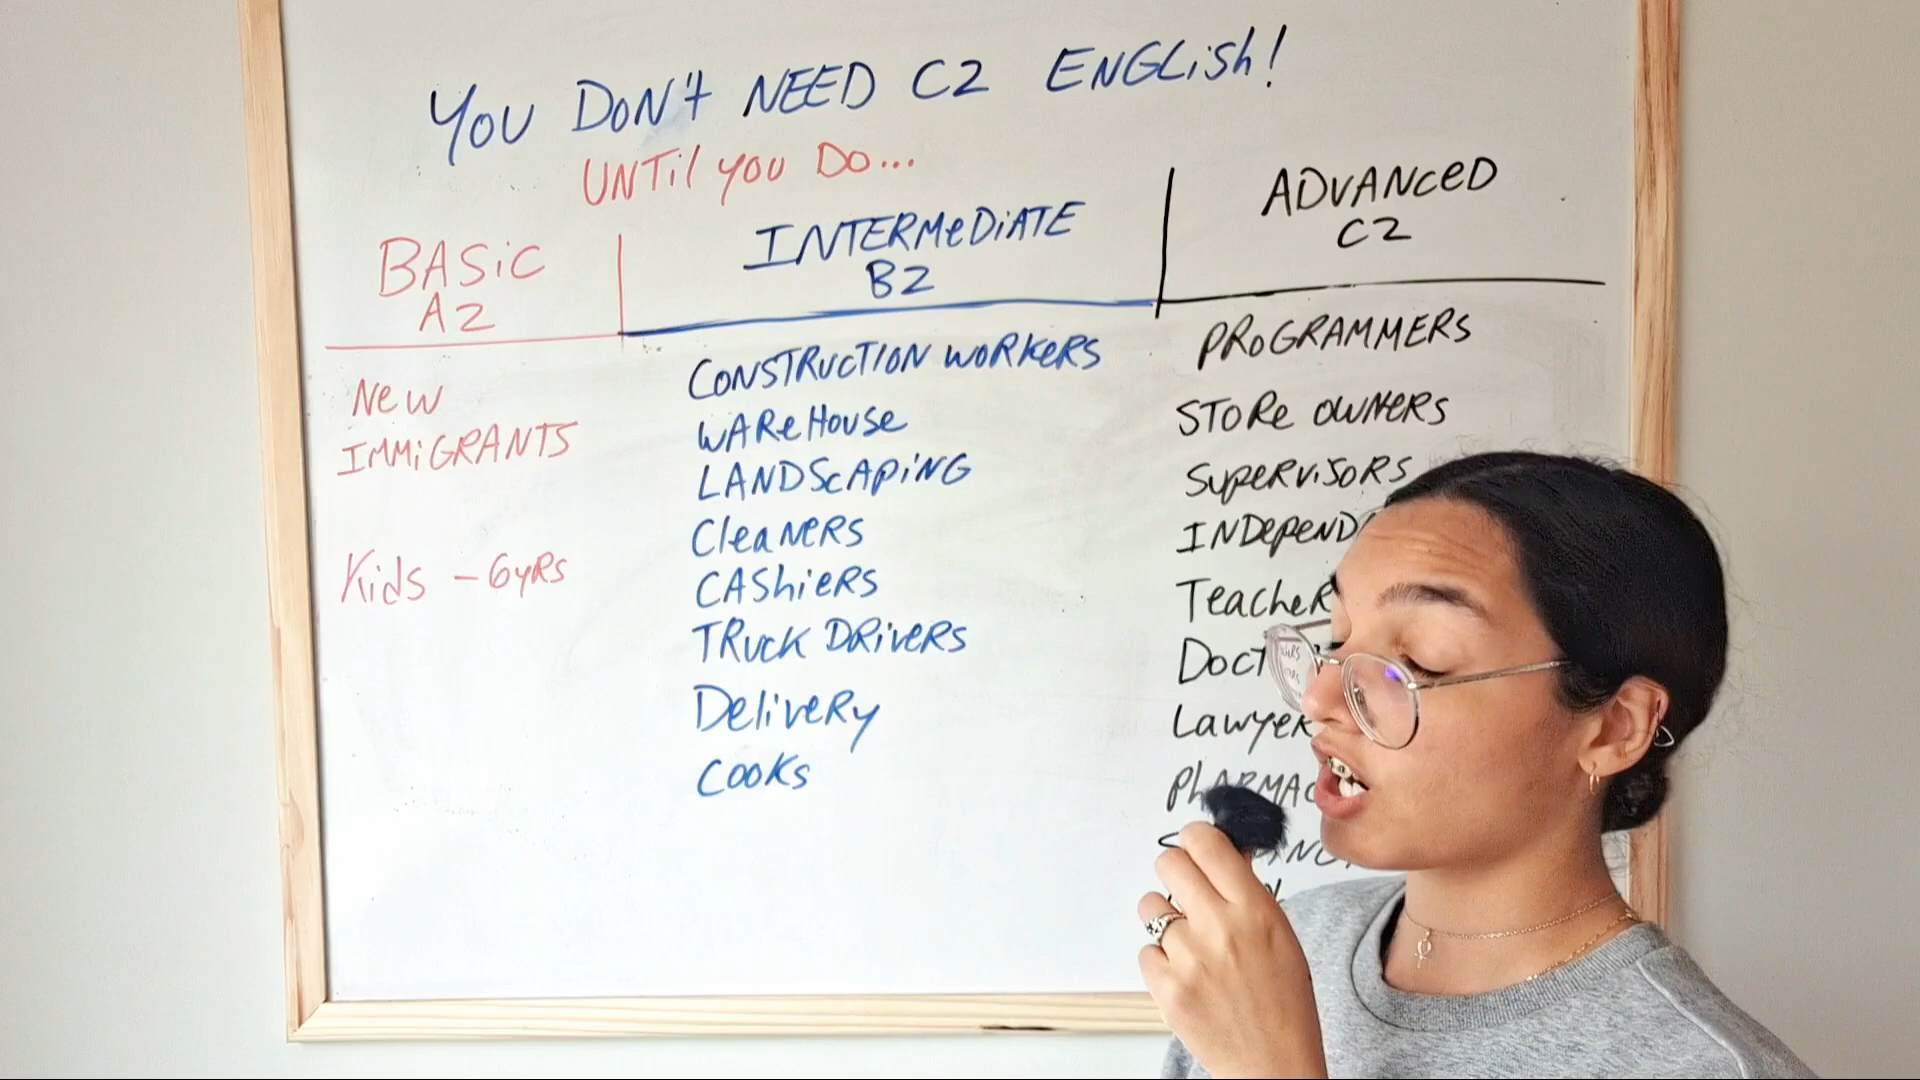 YOU DON'T NEED C2 ENGLiSh!
UNTil you Do...
BASiC
A2
INTERMeDiATE
B2
ADVANceD
C2
New
IMMiGRANTS
Kids - 6yRS
CONSTRUCTION WORKeRS
WAReHouse
LANDScAPiNG
CleaNeRS
CAShieRS
TRuck DRiveRS
DeliveRy
Cooks
PRoGRAMMERS
SToRe owNeRS
SupeRviSoRS
TeacheR